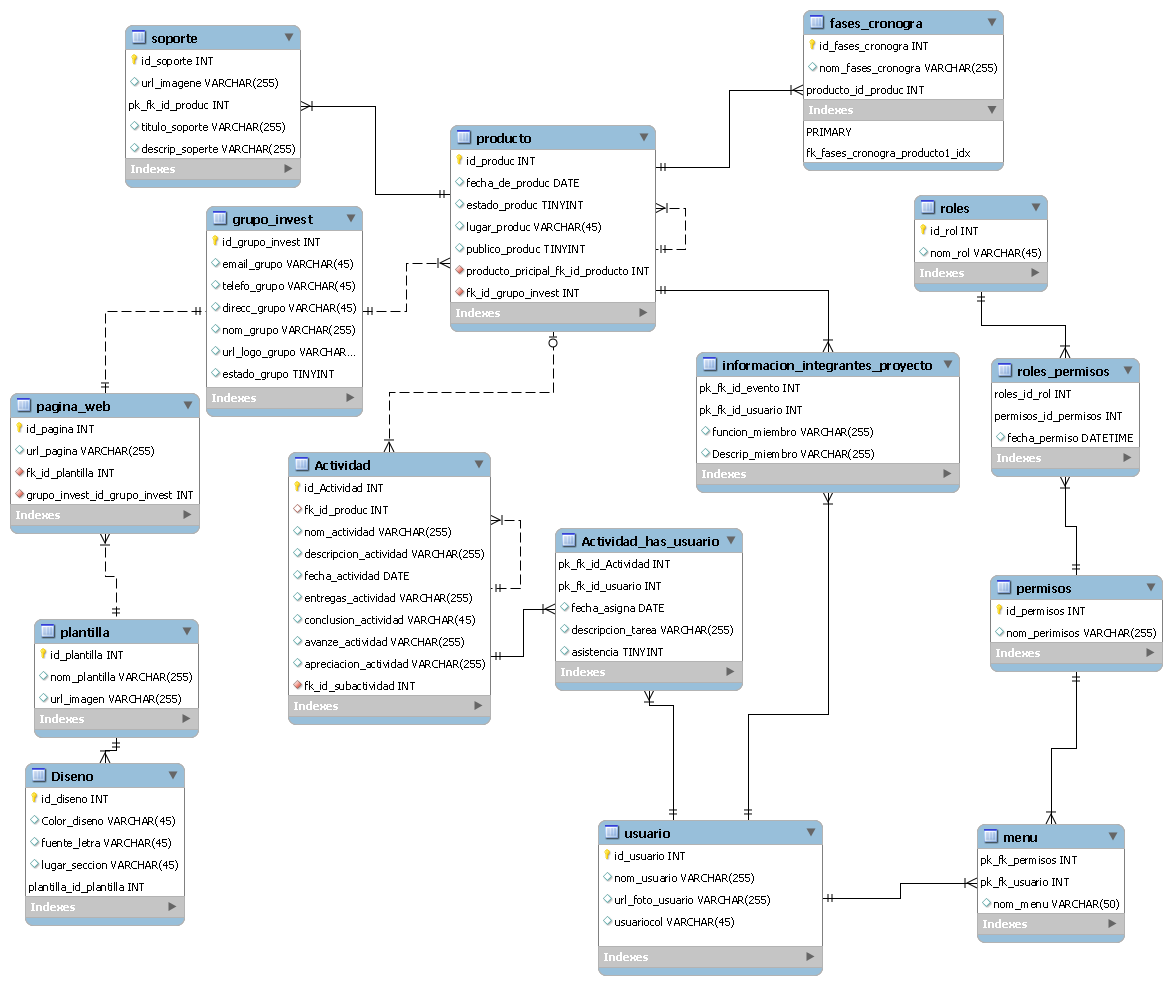 soporte
id_soporte INT
url_imagene VARCHAR(255)
pk_fk_id_produc INT
titulo_soporte VARCHAR(255)
descrip_soperte VARCHAR(255)
Indexes
fases_cronogra
id_fases_cronogra INT
nom_fases_cronogra VARCHAR(255)
producto_id_produc INT
Indexes
PRIMARY
fk_fases_cronogra_producto1_idx
producto
id_produc INT
fecha_de_produc DATE
estado_produc TINYINT
lugar_produc VARCHAR(45)
publico_produc TINYINT
producto_pricipal_fk_id_producto INT
fk_id_grupo_invest INT
Indexes
grupo_invest
id_grupo_invest INT
email_grupo VARCHAR(45)
telefo_grupo VARCHAR(45)
direcc_grupo VARCHAR(45)
nom_grupo VARCHAR(255)
url_logo_grupo VARCHAR...
estado_grupo TINYINT
Indexes
roles
id_rol INT
nom_rol VARCHAR(45)
Indexes
informacion_integrantes_proyecto
pk_fk_id_evento INT
pk_fk_id_usuario INT
funcion_miembro VARCHAR(255)
Descrip_miembro VARCHAR(255)
Indexes
roles_permisos
roles_id_rol INT
permisos_id_permisos INT
fecha_permiso DATETIME
Indexes
pagina_web
id_pagina INT
url_pagina VARCHAR(255)
fk_id_plantilla INT
grupo_invest_id_grupo_invest INT
Indexes
Actividad
id_Actividad INT
fk_id_produc INT
nom_actividad VARCHAR(255)
descripcion_actividad VARCHAR(255)
fecha_actividad DATE
entregas_actividad VARCHAR(255)
conclusion_actividad VARCHAR(45)
avanze_actividad VARCHAR(255)
apreciacion_actividad VARCHAR(255)
fk_id_subactividad INT
Indexes
Actividad_has_usuario
pk_fk_id_Actividad INT
pk_fk_id_usuario INT
fecha_asigna DATE
descripcion_tarea VARCHAR(255)
asistencia TINYINT
Indexes
permisos
id_permisos INT
nom_perimisos VARCHAR(255)
Indexes
plantilla
id_plantilla INT
nom_plantilla VARCHAR(255)
url_imagen VARCHAR(255)
Indexes
Diseno
id_diseno INT
Color_diseno VARCHAR(45)
fuente_letra VARCHAR(45)
lugar_seccion VARCHAR(45)
plantilla_id_plantilla INT
Indexes
usuario
id_usuario INT
nom_usuario VARCHAR(255)
url_foto_usuario VARCHAR(255)
usuariocol VARCHAR(45)
Indexes
menu
pk_fk_permisos INT
pk_fk_usuario INT
nom_menu VARCHAR(50)
Indexes